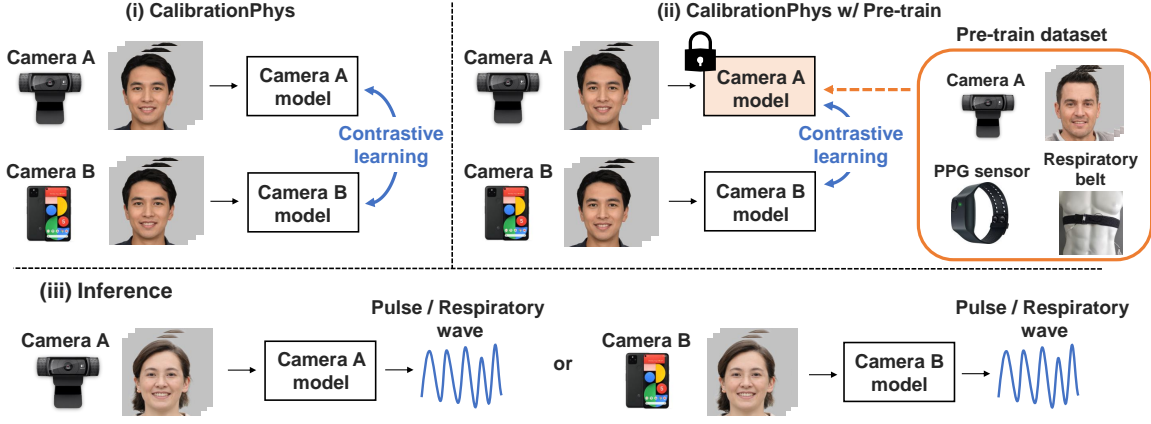 (i) CalibrationPhys
Camera A
Camera A
model
Contrastive
learning
Camera B
Camera B
model
(ii) CalibrationPhys w/ Pre-train
Camera A
Camera A
model
Contrastive
learning
Camera B
Camera B
model
Pre-train dataset
Camera A
PPG sensor
Respiratory
belt
(iii) Inference
Camera A
Camera A
model
Pulse / Respiratory
wave
or
Camera B
Camera B
model
Pulse / Respiratory
wave